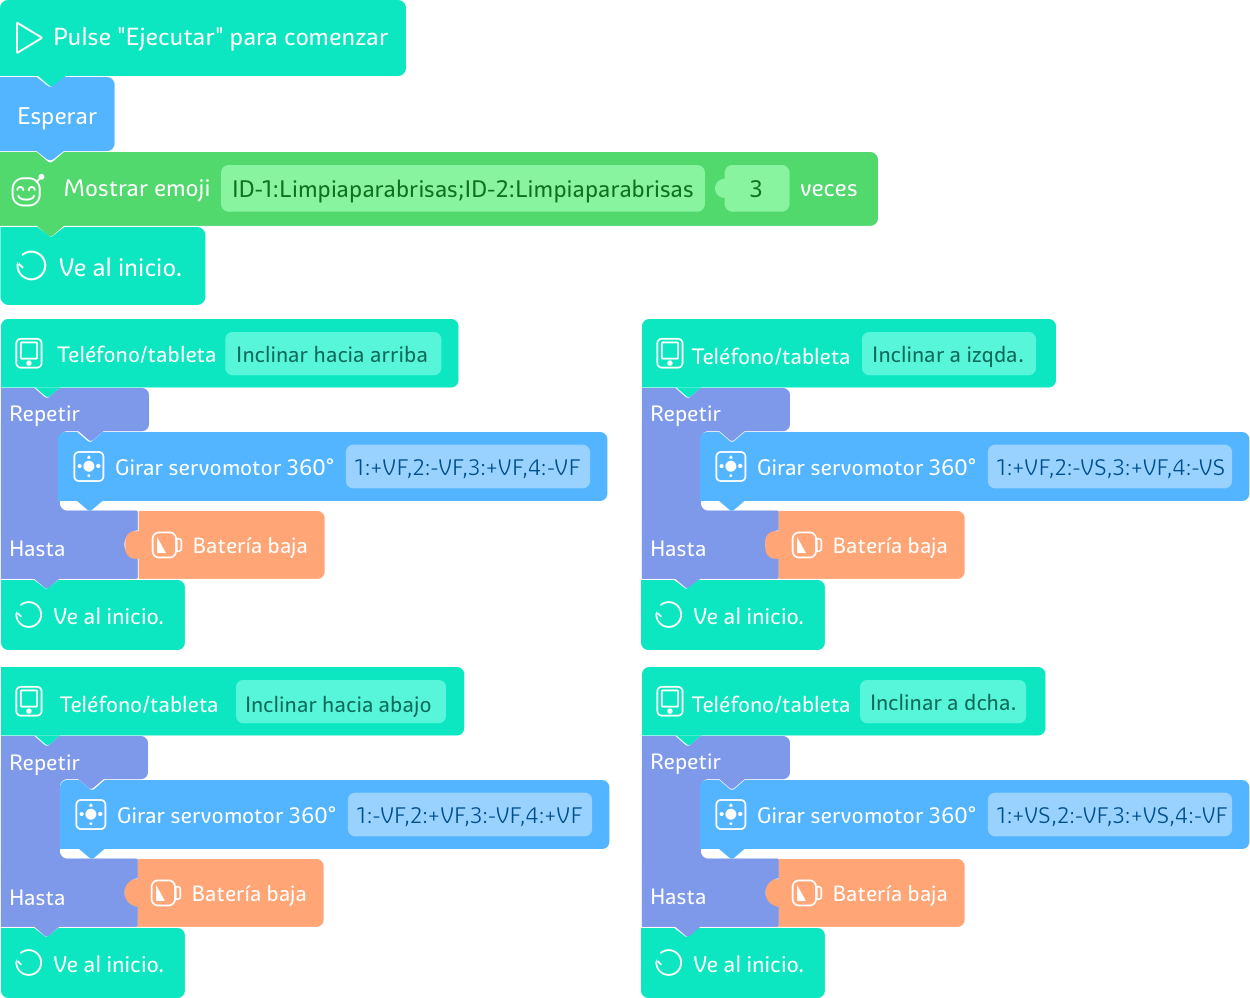 Pulse "Ejecutar" para comenzar
Esperar
Mostrar emoji ID-1:Limpiaparabrisas;ID-2:Limpiaparabrisas 3 veces
Ve al inicio.
Teléfono/tableta Inclinar hacia arriba
Repetir
Girar servomotor 360° 1:+VF,2:-VF,3:+VF,4:-VF
Hasta Batería baja
Ve al inicio.
Teléfono/tableta Inclinar a izqda.
Repetir
Girar servomotor 360° 1:+VF,2:-VS,3:+VF,4:-VS
Hasta Batería baja
Ve al inicio.
Teléfono/tableta Inclinar hacia abajo
Repetir
Girar servomotor 360° 1:-VF,2:+VF,3:-VF,4:+VF
Hasta Batería baja
Ve al inicio.
Teléfono/tableta Inclinar a dcha.
Repetir
Girar servomotor 360° 1:+VS,2:-VF,3:+VS,4:-VF
Hasta Batería baja
Ve al inicio.